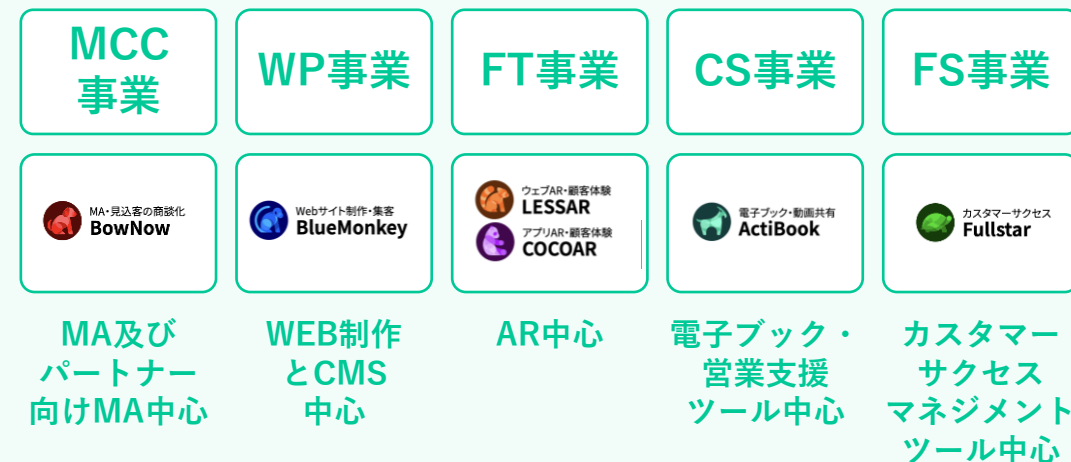 MCC
事業
WP事業
FT事業
CS事業
FS事業
MA・見込客の商談化
BowNow
Webサイト制作・集客
BlueMonkey
ウェブAR・顧客体験
LESSAR
アプリAR・顧客体験
COCOAR
電子ブック・動画共有
ActiBook
カスタマーサクセス
Fullstar
MA及び
パートナー
向けMA中心
WEB制作
とCMS
中心
AR中心
電子ブック・
営業支援
ツール中心
カスタマー
サクセス
マネジメント
ツール中心